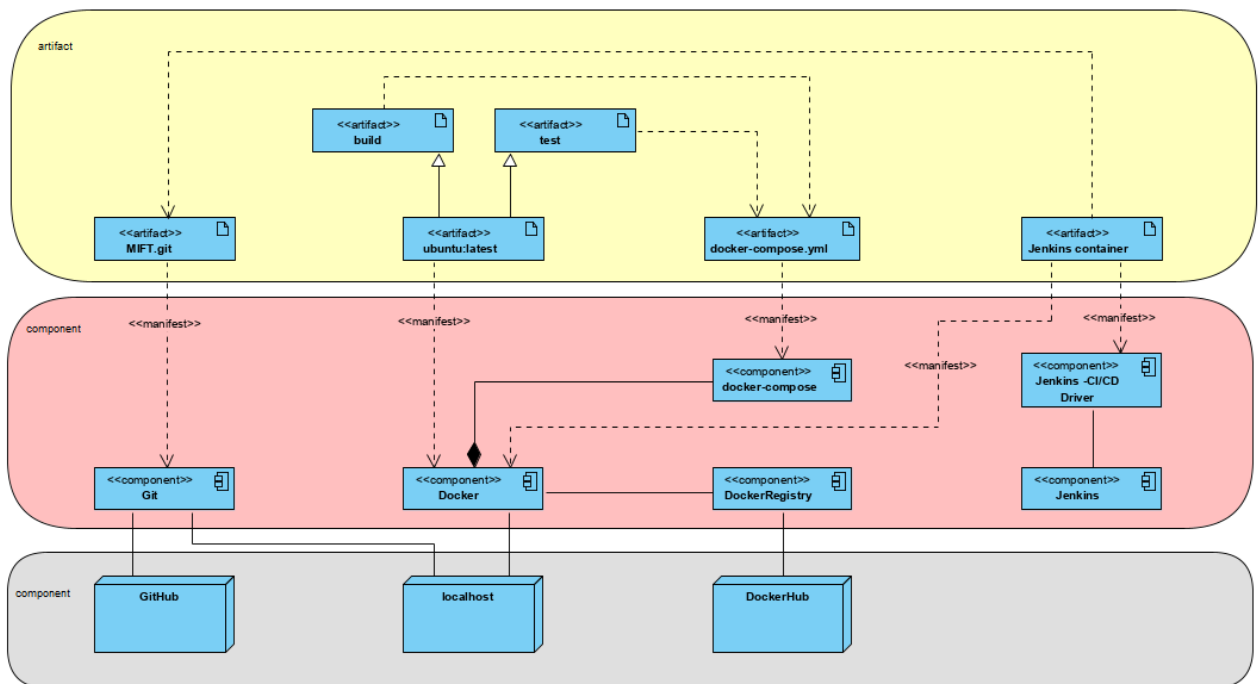 artifact
<<artifact>>
build
<<artifact>>
test
<<artifact>>
MIFT.git
<<artifact>>
ubuntu:latest
<<artifact>>
docker-compose.yml
<<artifact>>
Jenkins container
component
<<manifest>>
<<manifest>>
<<manifest>>
<<manifest>>
<<manifest>>
<<component>>
docker-compose
<<component>>
Jenkins -CI/CD
Driver
<<component>>
Git
<<component>>
Docker
<<component>>
DockerRegistry
<<component>>
Jenkins
component
GitHub
localhost
DockerHub